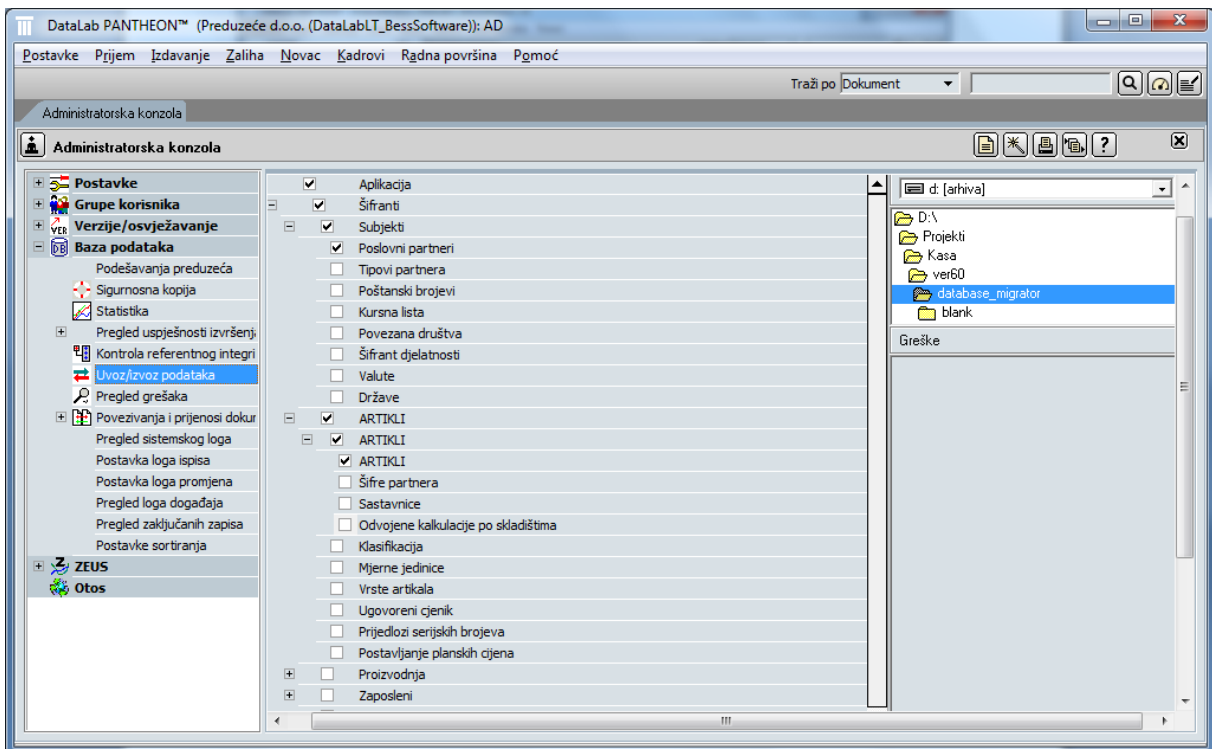 DataLab PANTHEON™ (Preduzeće d.o.o. (DataLabLT_BessSoftware)): AD
Postavke Prijem Izdavanje Zaliha Novac Kadrovi Radna površina Pomoć
Traži po Dokument
Administratorska konzola
Administratorska konzola
Postavke
Grupe korisnika
VER Verzije/osvježavanje
DB Baza podataka
Podešavanja preduzeća
Sigurnosna kopija
Statistika
Pregled uspješnosti izvršenja
Kontrola referentnog integri
Uvoz/izvoz podataka
Pregled grešaka
Povezivanja i prijenosi dokur
Pregled sistemskog loga
Postavka loga ispisa
Postavka loga promjena
Pregled loga događaja
Pregled zaključanih zapisa
Postavke sortiranja
ZEUS
Otos
Aplikacija
Šifranti
Subjekti
Poslovni partneri
Tipovi partnera
Poštanski brojevi
Kursna lista
Povezana društva
Šifrant djelatnosti
Valute
Države
ARTIKLI
ARTIKLI
ARTIKLI
Šifre partnera
Sastavnice
Odvojene kalkulacije po skladištima
Klasifikacija
Mjerne jedinice
Vrste artikala
Ugovoreni cjenik
Prijedlozi serijskih brojeva
Postavljanje planskih cijena
Proizvodnja
Zaposleni
d: [arhiva]
D:\
Projekti
Kasa
ver60
database_migrator
blank
Greške